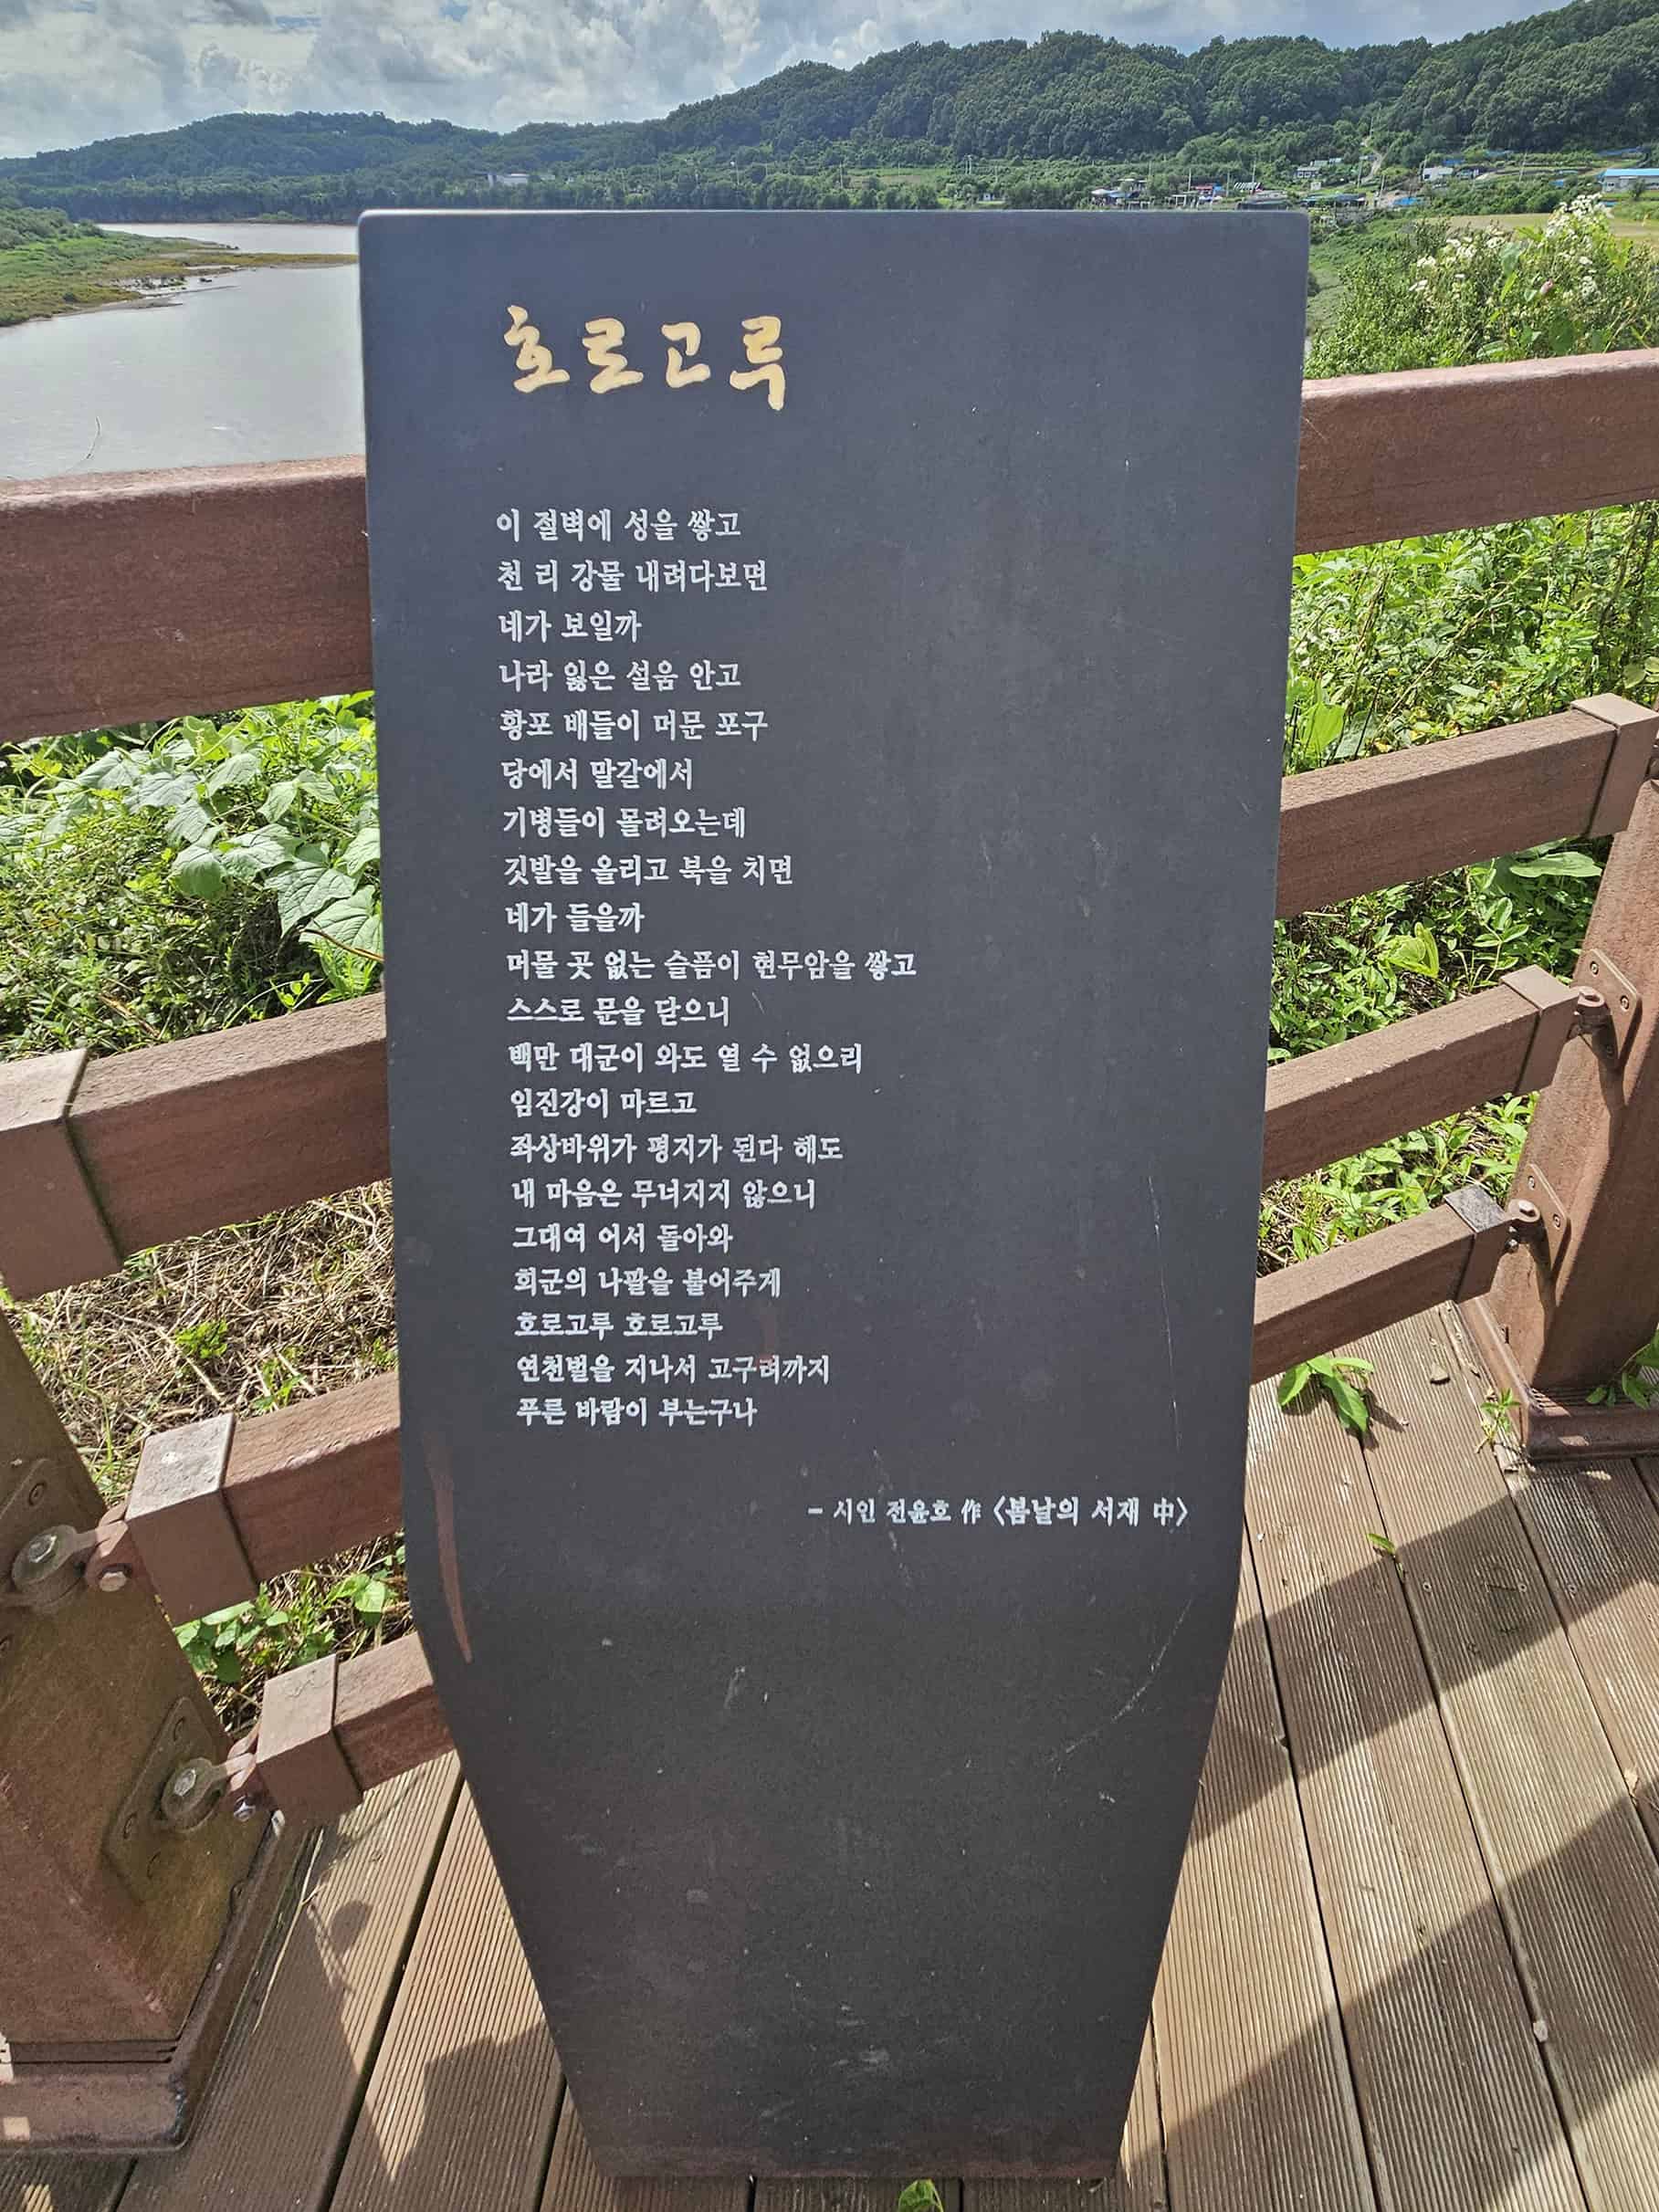 호로고루
이 절벽에 성을 쌓고
천 리 강물 내려다보면
네가 보일까
나라 잃은 설움 안고
황포 배들이 머문 포구
당에서 말갈에서
기병들이 몰려오는데
깃발을 올리고 북을 치면
네가 들을까
머물 곳 없는 슬픔이 현무암을 쌓고
스스로 문을 닫으니
백만 대군이 와도 열 수 없으리
임진강이 마르고
좌상바위가 평지가 된다 해도
내 마음은 무너지지 않으니
그대여 어서 돌아와
회군의 나팔을 불어주게
호로고루 호로고루
연천벌을 지나서 고구려까지
푸른 바람이 부는구나
- 시인 전윤호 作 〈봄날의 서재 中〉